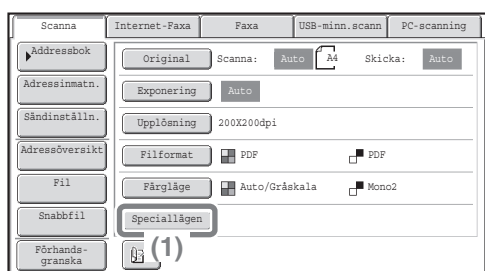 Scanna Internet-Faxa Faxa USB-minn.scann PC-scanning
Addressbok
Original Scanna: Auto A4 Skicka: Auto
Adressinmatn.
Exponering Auto
Sändinställn.
Upplösning 200X200dpi
Adressöversikt
Filformat PDF PDF
Fil
Färgläge Auto/Gråskala Mono2
Snabbfil
Speciallägen
Förhands-
granska
(1)